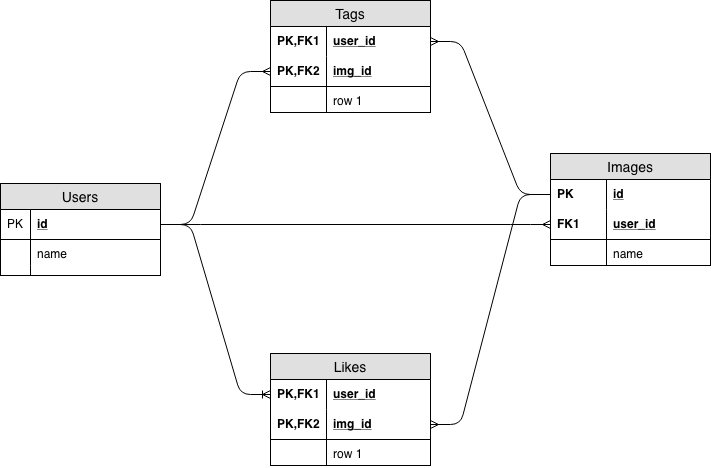 Tags
PK,FK1 user_id
PK,FK2 img_id
row 1
Images
PK id
FK1 user_id
name
Users
PK id
name
Likes
PK,FK1 user_id
PK,FK2 img_id
row 1